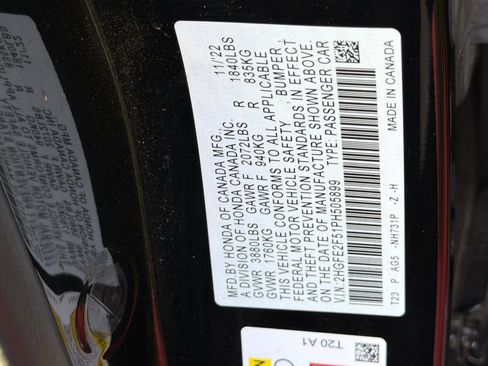 MFD.BY HONDA OF CANADA MFG., 11/22
A DIVISION OF HONDA CANADA INC.
GVWR 3880LBS GAWR F 2072LBS R 1840LBS
GVWR 1760KG GAWR F 940KG R 835KG
THIS VEHICLE CONFORMS TO ALL APPLICABLE
FEDERAL MOTOR VEHICLE SAFETY, BUMPER,
AND THEFT PREVENTION STANDARDS IN EFFECT
ON THE DATE OF MANUFACTURE SHOWN ABOVE.
V.I.N.:2HGFE2F51PH505899 TYPE: PASSENGER CAR
T23 P AG5 -NH731P -Z -H MADE IN CANADA
T20 A1